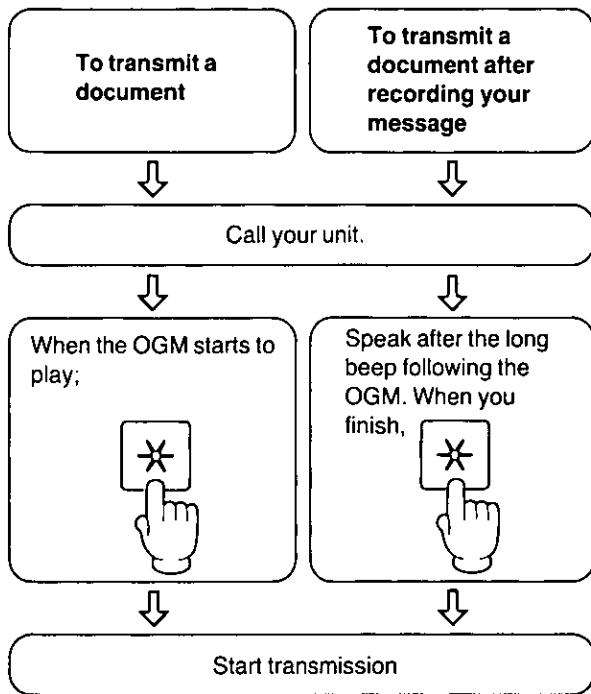 To transmit a
document
To transmit a
document after
recording your
message
Call your unit.
When the OGM starts to
play;
Speak after the long
beep following the
OGM. When you
finish,
Start transmission